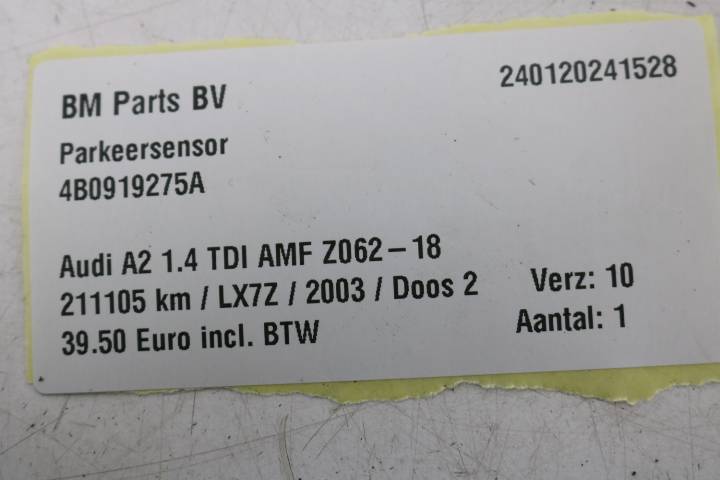 BM Parts BV
240120241528
Parkeersensor
4B0919275A
Audi A2 1.4 TDI AMF Z062-18
211105 km / LX7Z / 2003 / Doos 2
Verz: 10
39.50 Euro incl. BTW
Aantal: 1